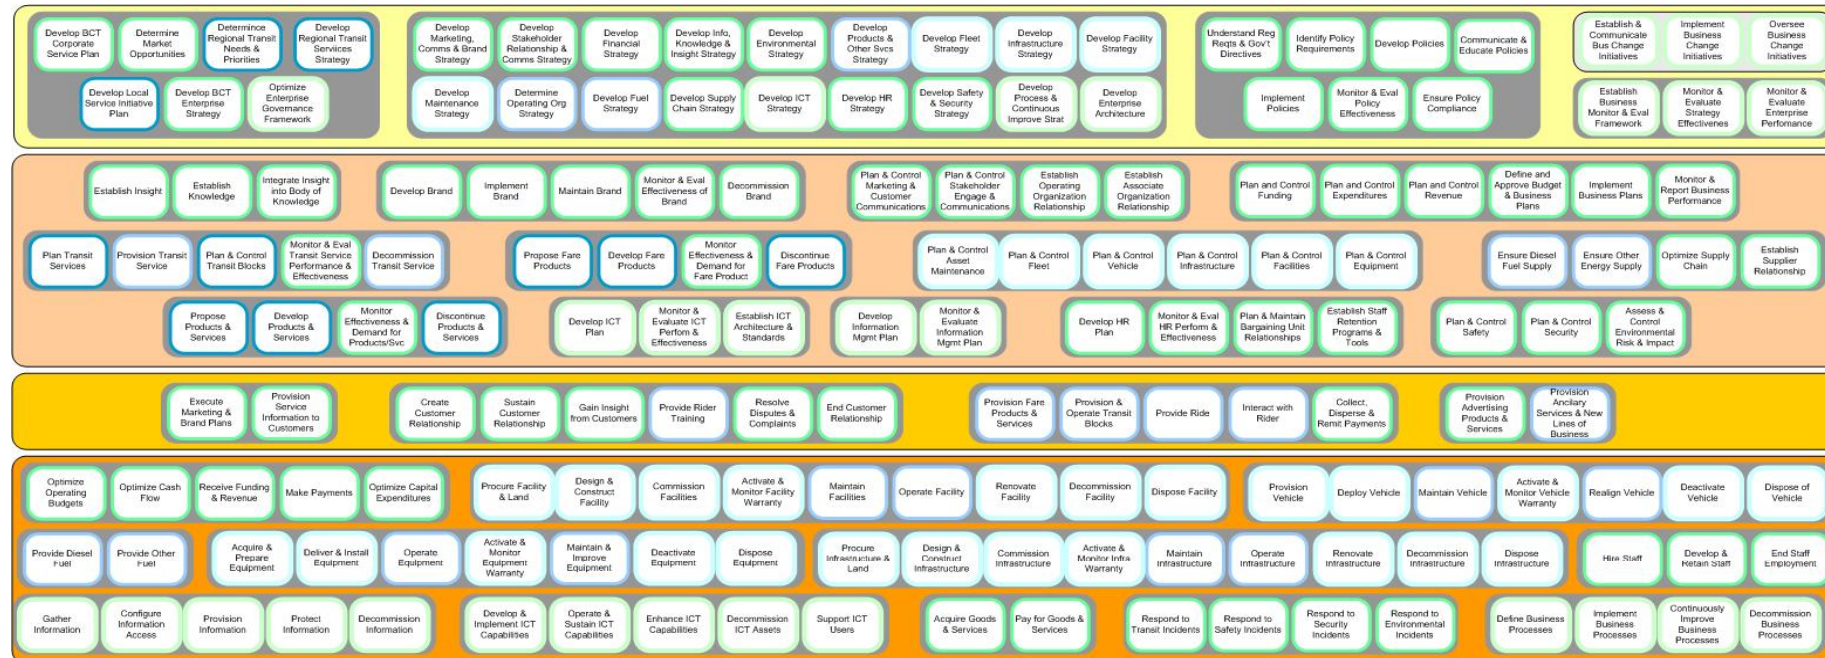 Develop BCT
Corporate
Service Plan
Determine
Market
Opportunities
Determine
Regional Transit
Needs &
Priorities
Develop
Regional Transit
Serviices
Strategy
Develop Local
Service Initiative
Plan
Develop BCT
Enterprise
Strategy
Optimize
Enterprise
Governance
Framework
Develop
Marketing,
Comms & Brand
Strategy
Develop
Stakeholder
Relationship &
Comms Strategy
Develop
Financial
Strategy
Develop Info,
Knowledge &
Insight Strategy
Develop
Environmental
Strategy
Develop
Products &
Other Svcs
Strategy
Develop Fleet
Strategy
Develop
Infrastructure
Strategy
Develop Facility
Strategy
Develop
Maintenance
Strategy
Determine
Operating Org
Strategy
Develop Fuel
Strategy
Develop Supply
Chain Strategy
Develop ICT
Strategy
Develop HR
Strategy
Develop Safety
& Security
Strategy
Develop
Process &
Continuous
Improve Strat
Develop
Enterprise
Architecture
Understand Reg
Reqts & Gov't
Directives
Identify Policy
Requirements
Develop Policies
Communicate &
Educate Policies
Implement
Policies
Monitor & Eval
Policy
Effectiveness
Ensure Policy
Compliance
Establish &
Communicate
Bus Change
Initiatives
Implement
Business
Change
Initiatives
Oversee
Business
Change
Initiatives
Establish
Business
Monitor & Eval
Framework
Monitor &
Evaluate
Strategy
Effectivenes
Monitor &
Evaluate
Enterprise
Perfomance
Establish Insight
Establish
Knowledge
Integrate Insight
into Body of
Knowledge
Develop Brand
Implement
Brand
Maintain Brand
Monitor & Eval
Effectiveness of
Brand
Decommission
Brand
Plan & Control
Marketing &
Customer
Communications
Plan & Control
Stakeholder
Engage &
Communications
Establish
Operating
Organization
Relationship
Establish
Associate
Organization
Relationship
Plan and Control
Funding
Plan and Control
Expenditures
Plan and Control
Revenue
Define and
Approve Budget
& Business
Plans
Implement
Business Plans
Monitor &
Report Business
Performance
Plan Transit
Services
Provision Transit
Service
Plan & Control
Transit Blocks
Monitor & Eval
Transit Service
Performance &
Effectiveness
Decommission
Transit Service
Propose Fare
Products
Develop Fare
Products
Monitor
Effectiveness &
Demand for
Fare Product
Discontinue
Fare Products
Plan & Control
Asset
Maintenance
Plan & Control
Fleet
Plan & Control
Vehicle
Plan & Control
Infrastructure
Plan & Control
Facilities
Plan & Control
Equipment
Ensure Diesel
Fuel Supply
Ensure Other
Energy Supply
Optimize Supply
Chain
Establish
Supplier
Relationship
Propose
Products &
Services
Develop
Products &
Services
Monitor
Effectiveness &
Demand for
Products/Svc
Discontinue
Products &
Services
Develop ICT
Plan
Monitor &
Evaluate ICT
Perform &
Effectiveness
Establish ICT
Architecture &
Standards
Develop
Information
Mgmt Plan
Monitor &
Evaluate
Information
Mgmt Plan
Develop HR
Plan
Monitor & Eval
HR Perform &
Effectiveness
Plan & Maintain
Bargaining Unit
Relationships
Establish Staff
Retention
Programs &
Tools
Plan & Control
Safety
Plan & Control
Security
Assess &
Control
Environmental
Risk & Impact
Execute
Marketing &
Brand Plans
Provision
Service
Information to
Customers
Create
Customer
Relationship
Sustain
Customer
Relationship
Gain Insight
from Customers
Provide Rider
Training
Resolve
Disputes &
Complaints
End Customer
Relationship
Provision Fare
Products &
Services
Provision &
Operate Transit
Blocks
Provide Ride
Interact with
Rider
Collect,
Disperse &
Remit Payments
Provision
Advertising
Products &
Services
Provision
Ancilary
Services & New
Lines of
Business
Optimize
Operating
Budgets
Optimize Cash
Flow
Receive Funding
& Revenue
Make Payments
Optimize Capital
Expenditures
Procure Facility
& Land
Design &
Construct
Facility
Commission
Facilities
Activate &
Monitor Facility
Warranty
Maintain
Facilities
Operate Facility
Renovate
Facility
Decommission
Facility
Dispose Facility
Provision
Vehicle
Deploy Vehicle
Maintain Vehicle
Activate &
Monitor Vehicle
Warranty
Realign Vehicle
Deactivate
Vehicle
Dispose of
Vehicle
Provide Diesel
Fuel
Provide Other
Fuel
Acquire &
Prepare
Equipment
Deliver & Install
Equipment
Operate
Equipment
Activate &
Monitor
Equipment
Warranty
Maintain &
Improve
Equipment
Deactivate
Equipment
Dispose
Equipment
Procure
Infrastructure &
Land
Design &
Construct
Infrastructure
Commission
Infrastructure
Activate &
Monitor Infra
Warranty
Maintain
Infrastructure
Operate
Infrastructure
Renovate
Infrastructure
Decommission
Infrastructure
Dispose
Infrastructure
Hire Staff
Develop &
Retain Staff
End Staff
Employment
Gather
Information
Configure
Information
Access
Provision
Information
Protect
Information
Decommission
Information
Develop &
Implement ICT
Capabilities
Operate &
Sustain ICT
Capabilities
Enhance ICT
Capabilities
Decommission
ICT Assets
Support ICT
Users
Acquire Goods
& Services
Pay for Goods &
Services
Respond to
Transit Incidents
Respond to
Safety Incidents
Respond to
Security
Incidents
Respond to
Environmental
Incidents
Define Business
Processes
Implement
Business
Processes
Continuously
Improve
Business
Processes
Decommission
Business
Processes